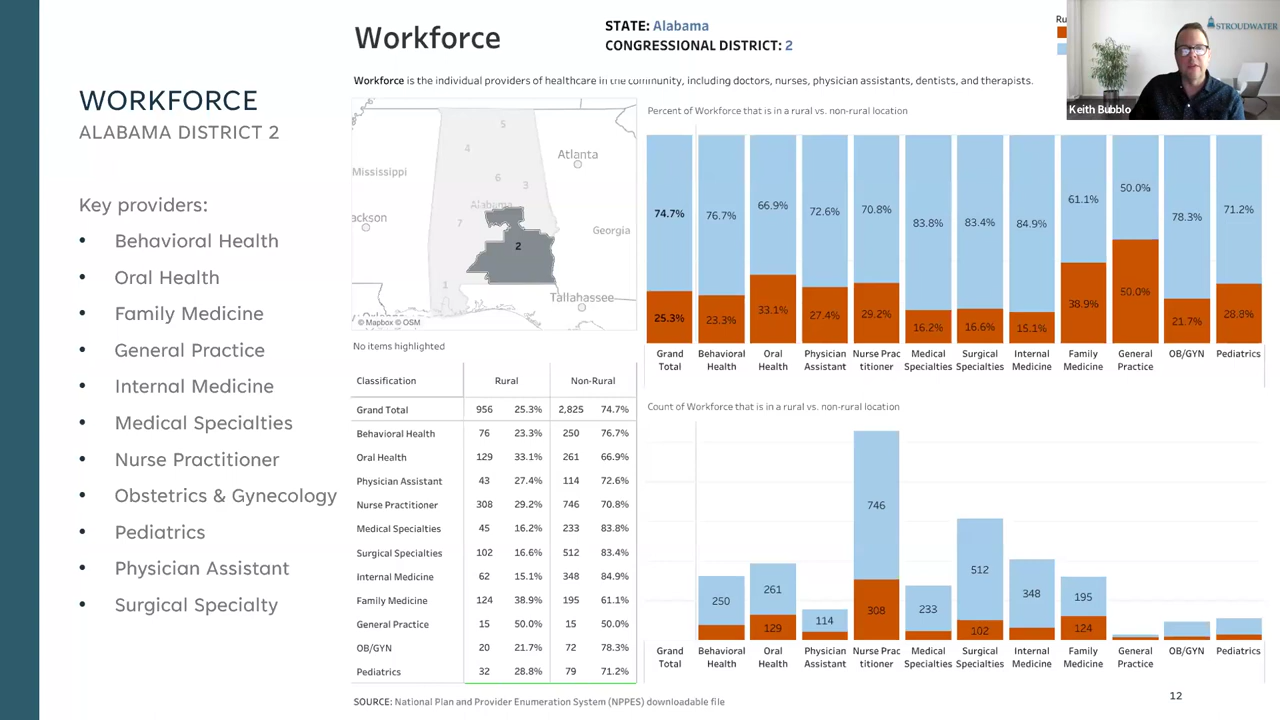 WORKFORCE
ALABAMA DISTRICT 2
Key providers:
• Behavioral Health
• Oral Health
• Family Medicine
• General Practice
• Internal Medicine
• Medical Specialties
• Nurse Practitioner
• Obstetrics & Gynecology
• Pediatrics
• Physician Assistant
• Surgical Specialty
Workforce
STATE: Alabama
CONGRESSIONAL DISTRICT: 2
Ru
STROUDWATER
Keith Bubblo
Workforce is the individual providers of healthcare in the community, including doctors, nurses, physician assistants, dentists, and therapists.
5
4
Atlanta
Mississippi
6
3
Alabama
ackson
7
Georgia
2
1
Tallahassee
© Mapbox © OSM
No items highlighted
Classification Rural Non-Rural
Grand Total 956 25.3% 2,825 74.7%
Behavioral Health 76 23.3% 250 76.7%
Oral Health 129 33.1% 261 66.9%
Physician Assistant 43 27.4% 114 72.6%
Nurse Practitioner 308 29.2% 746 70.8%
Medical Specialties 45 16.2% 233 83.8%
Surgical Specialties 102 16.6% 512 83.4%
Internal Medicine 62 15.1% 348 84.9%
Family Medicine 124 38.9% 195 61.1%
General Practice 15 50.0% 15 50.0%
OB/GYN 20 21.7% 72 78.3%
Pediatrics 32 28.8% 79 71.2%
Percent of Workforce that is in a rural vs. non-rural location
74.7% 76.7% 66.9% 72.6% 70.8% 83.8% 83.4% 84.9% 61.1% 50.0% 78.3% 71.2%
25.3% 23.3% 33.1% 27.4% 29.2% 16.2% 16.6% 15.1% 38.9% 50.0% 21.7% 28.8%
Grand Behavioral Oral Physician Nurse Prac Medical Surgical Internal Family General OB/GYN Pediatrics
Total Health Health Assistant titioner Specialties Specialties Medicine Medicine Practice
Count of Workforce that is in a rural vs. non-rural location
250 261 114 746 233 512 348 195
129 308 102 124
Grand Behavioral Oral Physician Nurse Prac Medical Surgical Internal Family General OB/GYN Pediatrics
Total Health Health Assistant titioner Specialties Specialties Medicine Medicine Practice
SOURCE: National Plan and Provider Enumeration System (NPPES) downloadable file
12